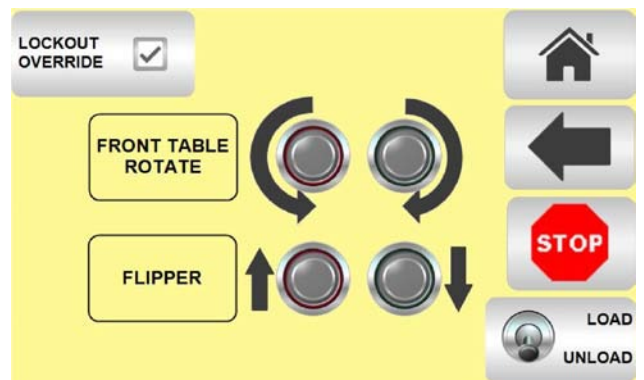 LOCKOUT
OVERRIDE
FRONT TABLE
ROTATE
STOP
FLIPPER
LOAD
UNLOAD